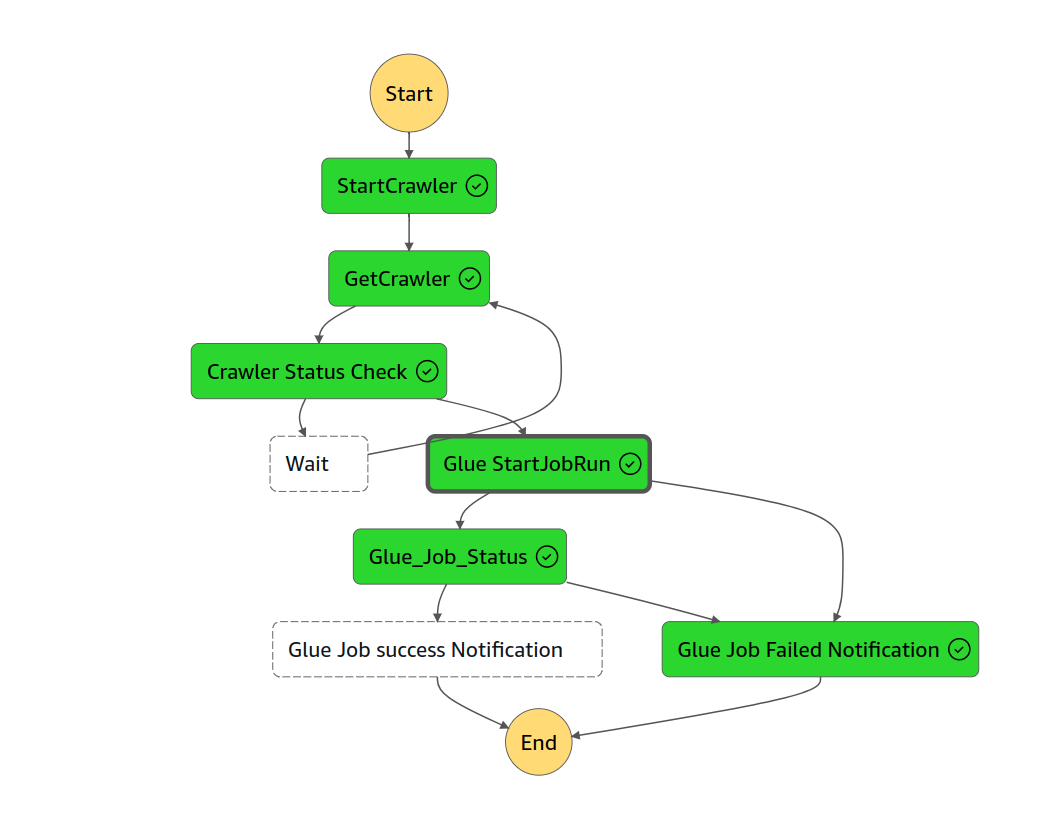 Start
StartCrawler
GetCrawler
Crawler Status Check
Wait
Glue StartJobRun
Glue_Job_Status
Glue Job success Notification
Glue Job Failed Notification
End